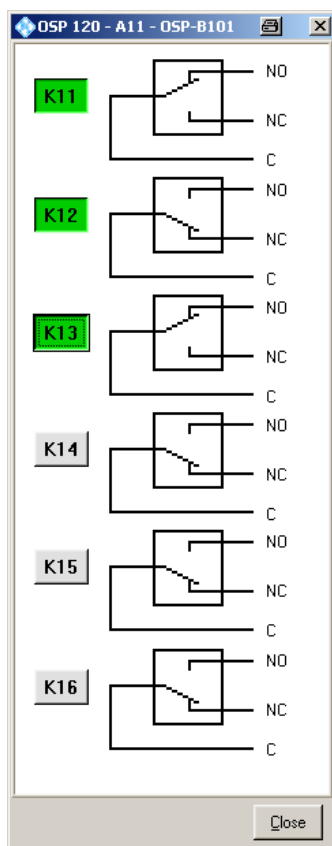 OSP 120 - A11 - OSP-B101
K11
NO
NC
C
K12
NO
NC
C
K13
NO
NC
C
K14
NO
NC
C
K15
NO
NC
C
K16
NO
NC
C
Close